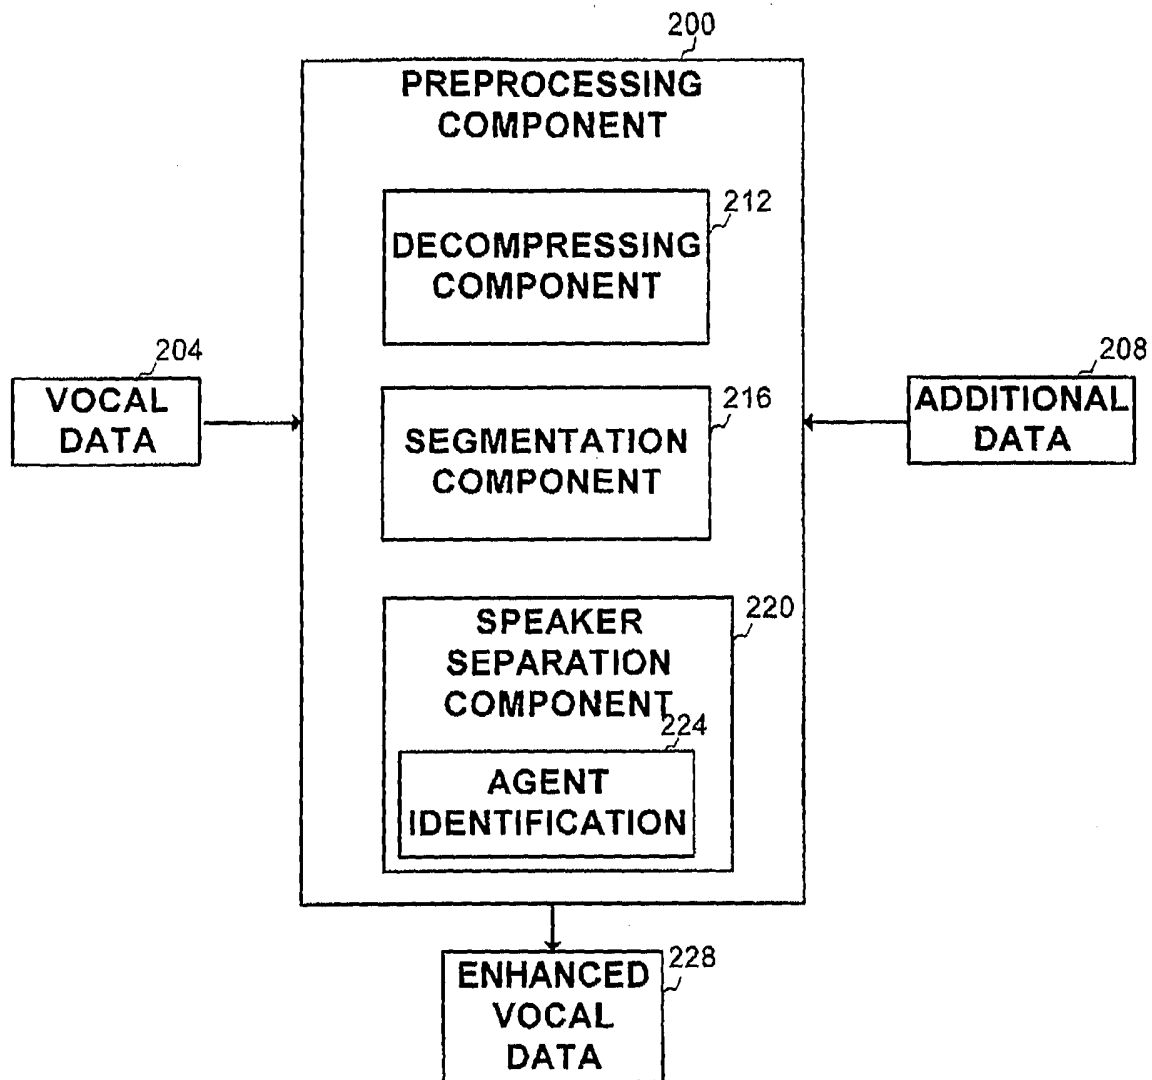 200
PREPROCESSING
COMPONENT
212
DECOMPRESSING
COMPONENT
204
VOCAL
DATA
208
ADDITIONAL
DATA
216
SEGMENTATION
COMPONENT
220
SPEAKER
SEPARATION
COMPONENT
224
AGENT
IDENTIFICATION
228
ENHANCED
VOCAL
DATA